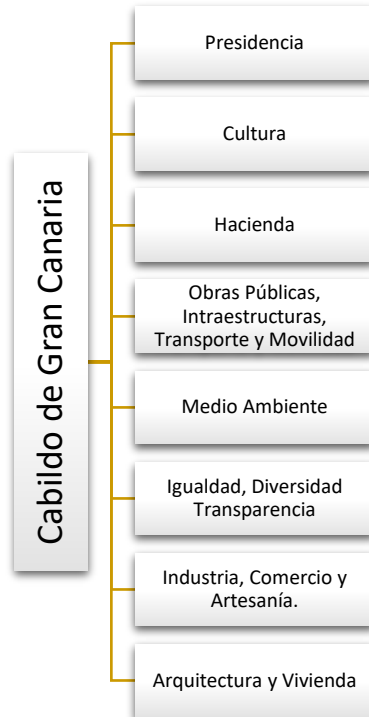 Cabildo de Gran Canaria
Presidencia
Cultura
Hacienda
Obras Públicas,
Intraestructuras,
Transporte y Movilidad
Medio Ambiente
Igualdad, Diversidad
Transparencia
Industria, Comercio y
Artesanía.
Arquitectura y Vivienda